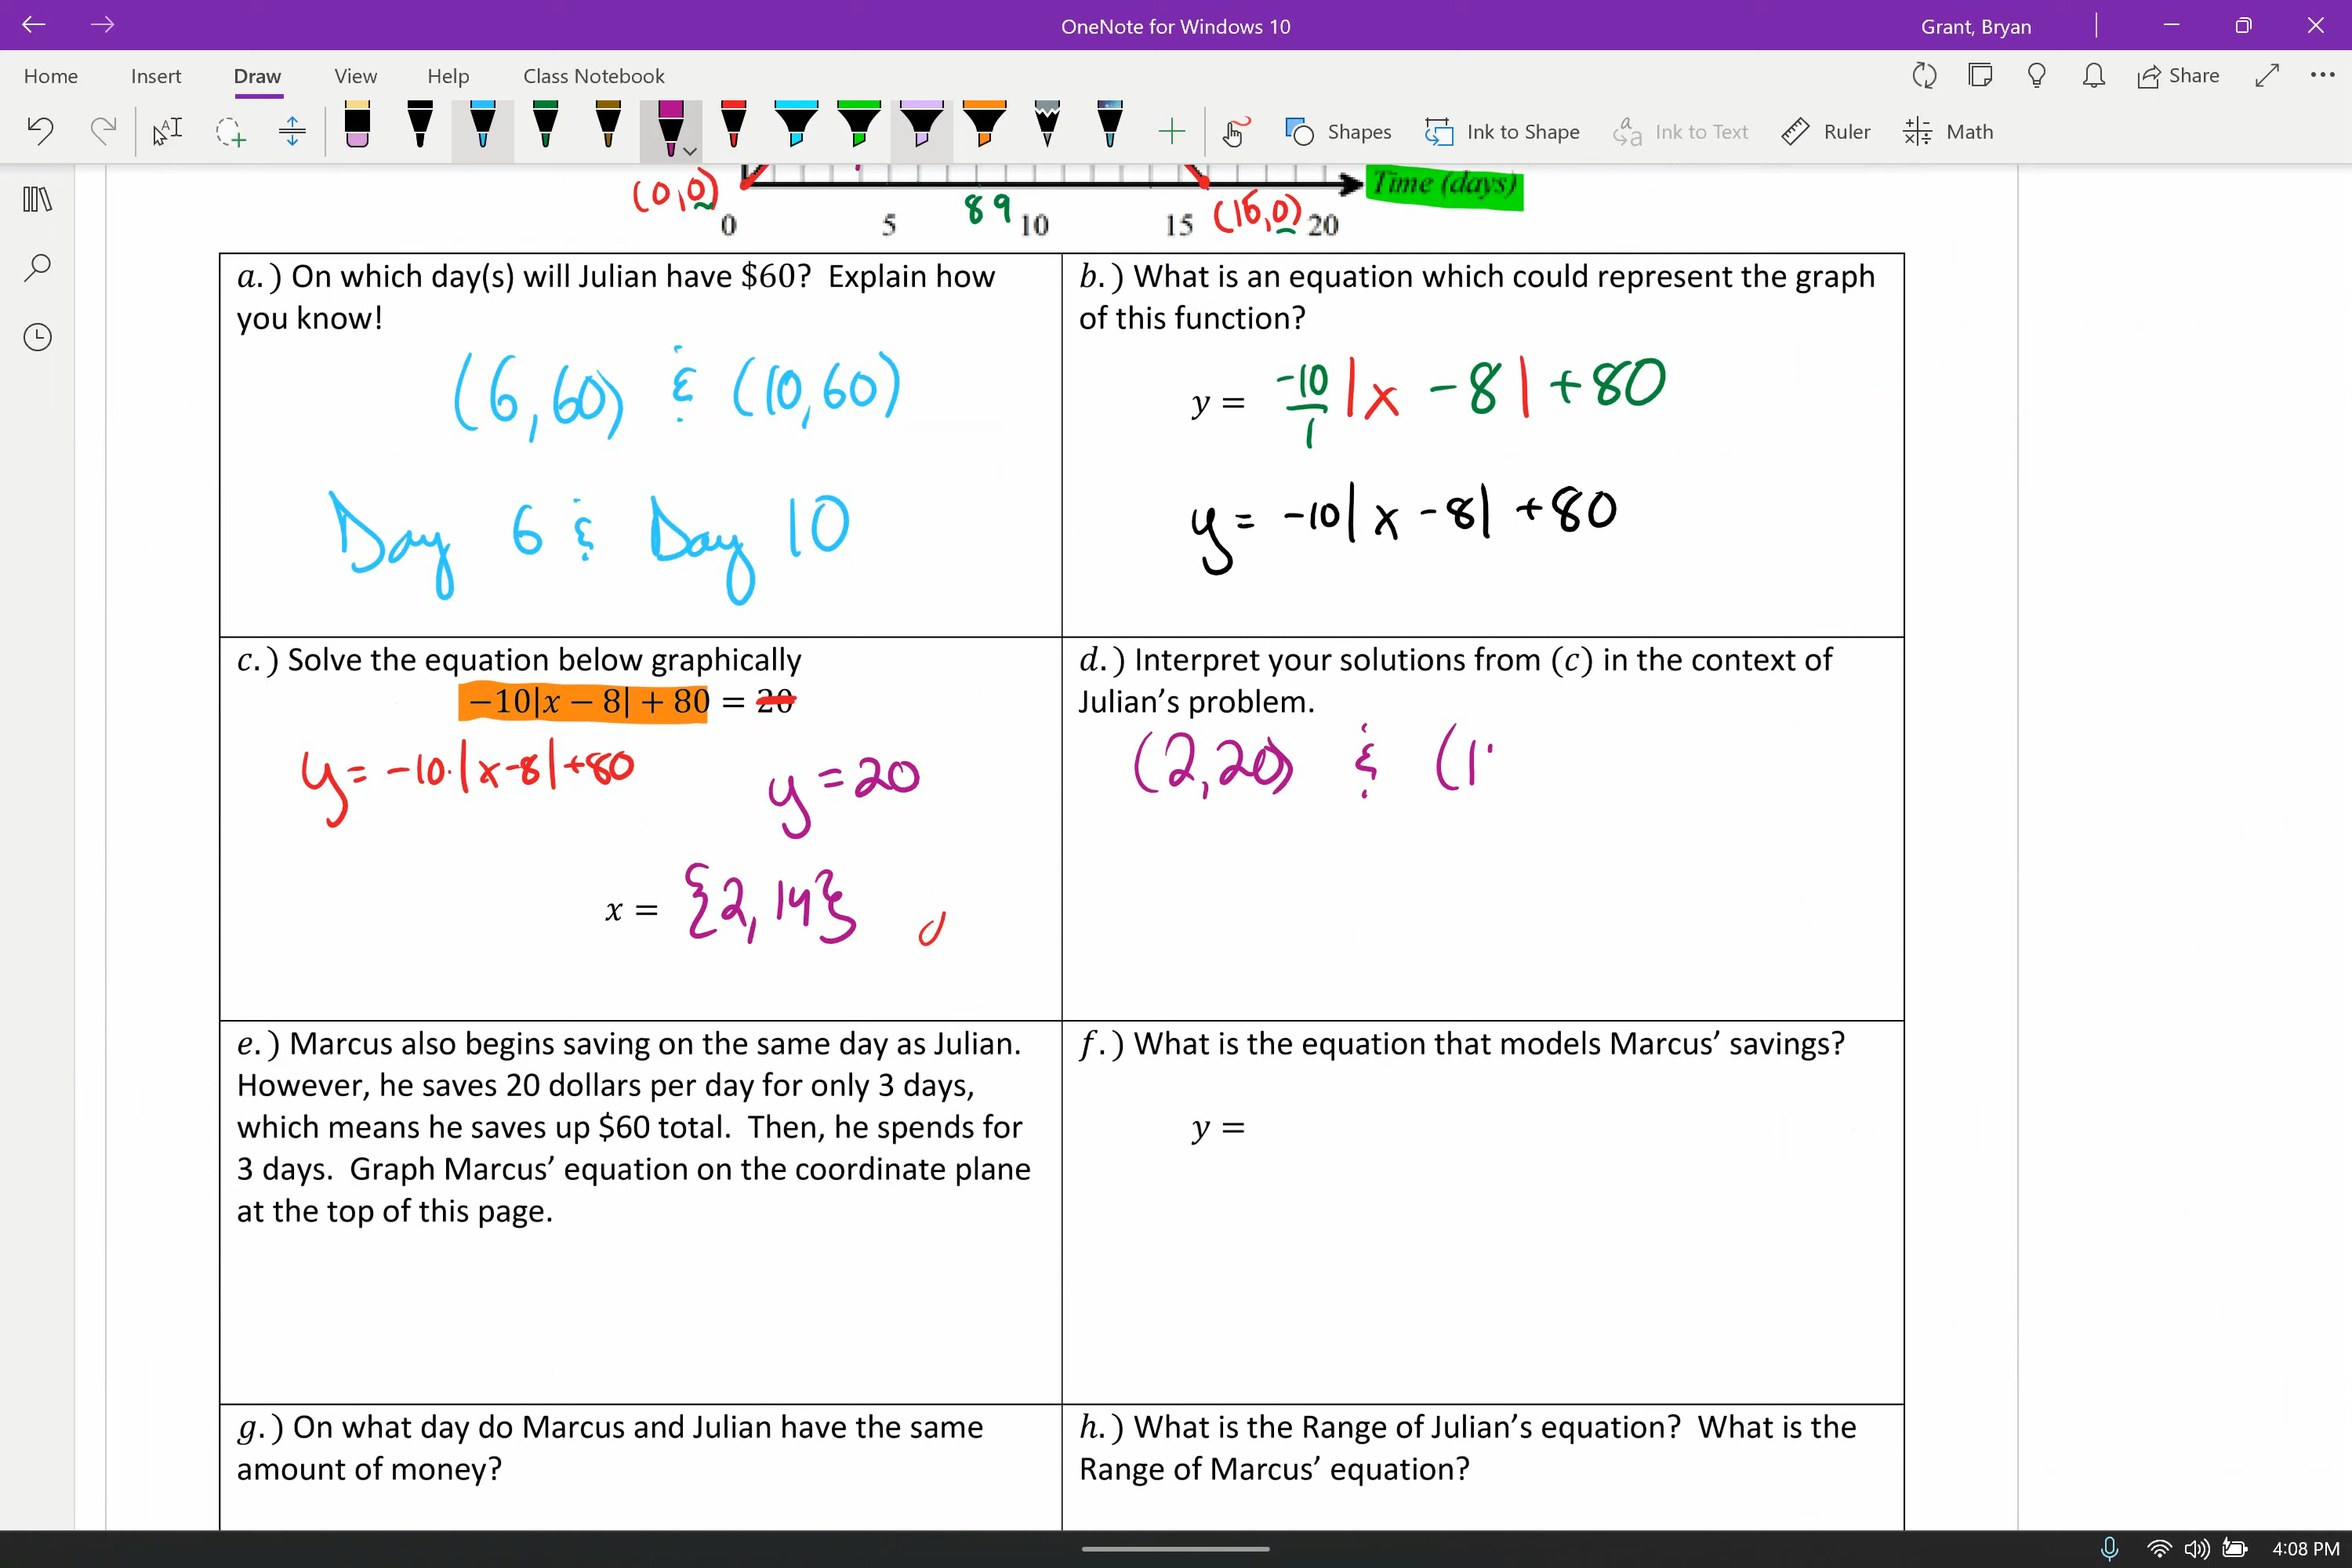 OneNote for Windows 10
Grant, Bryan
Home Insert Draw View Help Class Notebook
Share
Shapes Ink to Shape Ink to Text Ruler Math
(0,0)
89
(16,0)
Time (days)
0 5 10 15 20
a.) On which day(s) will Julian have $60? Explain how
you know!
(6,60) & (10,60)
Day 6 & Day 10
b.) What is an equation which could represent the graph
of this function?
y = -10/1 |x -8| +80
y = -10|x -8| +80
c.) Solve the equation below graphically
−10|x − 8| + 80 = 20
y = -10·|x-8|+80
y = 20
x = {2, 14}
d.) Interpret your solutions from (c) in the context of
Julian’s problem.
(2,20) & (1
e.) Marcus also begins saving on the same day as Julian.
However, he saves 20 dollars per day for only 3 days,
which means he saves up $60 total. Then, he spends for
3 days. Graph Marcus’ equation on the coordinate plane
at the top of this page.
f.) What is the equation that models Marcus’ savings?
y =
g.) On what day do Marcus and Julian have the same
amount of money?
h.) What is the Range of Julian’s equation? What is the
Range of Marcus’ equation?
4:08 PM